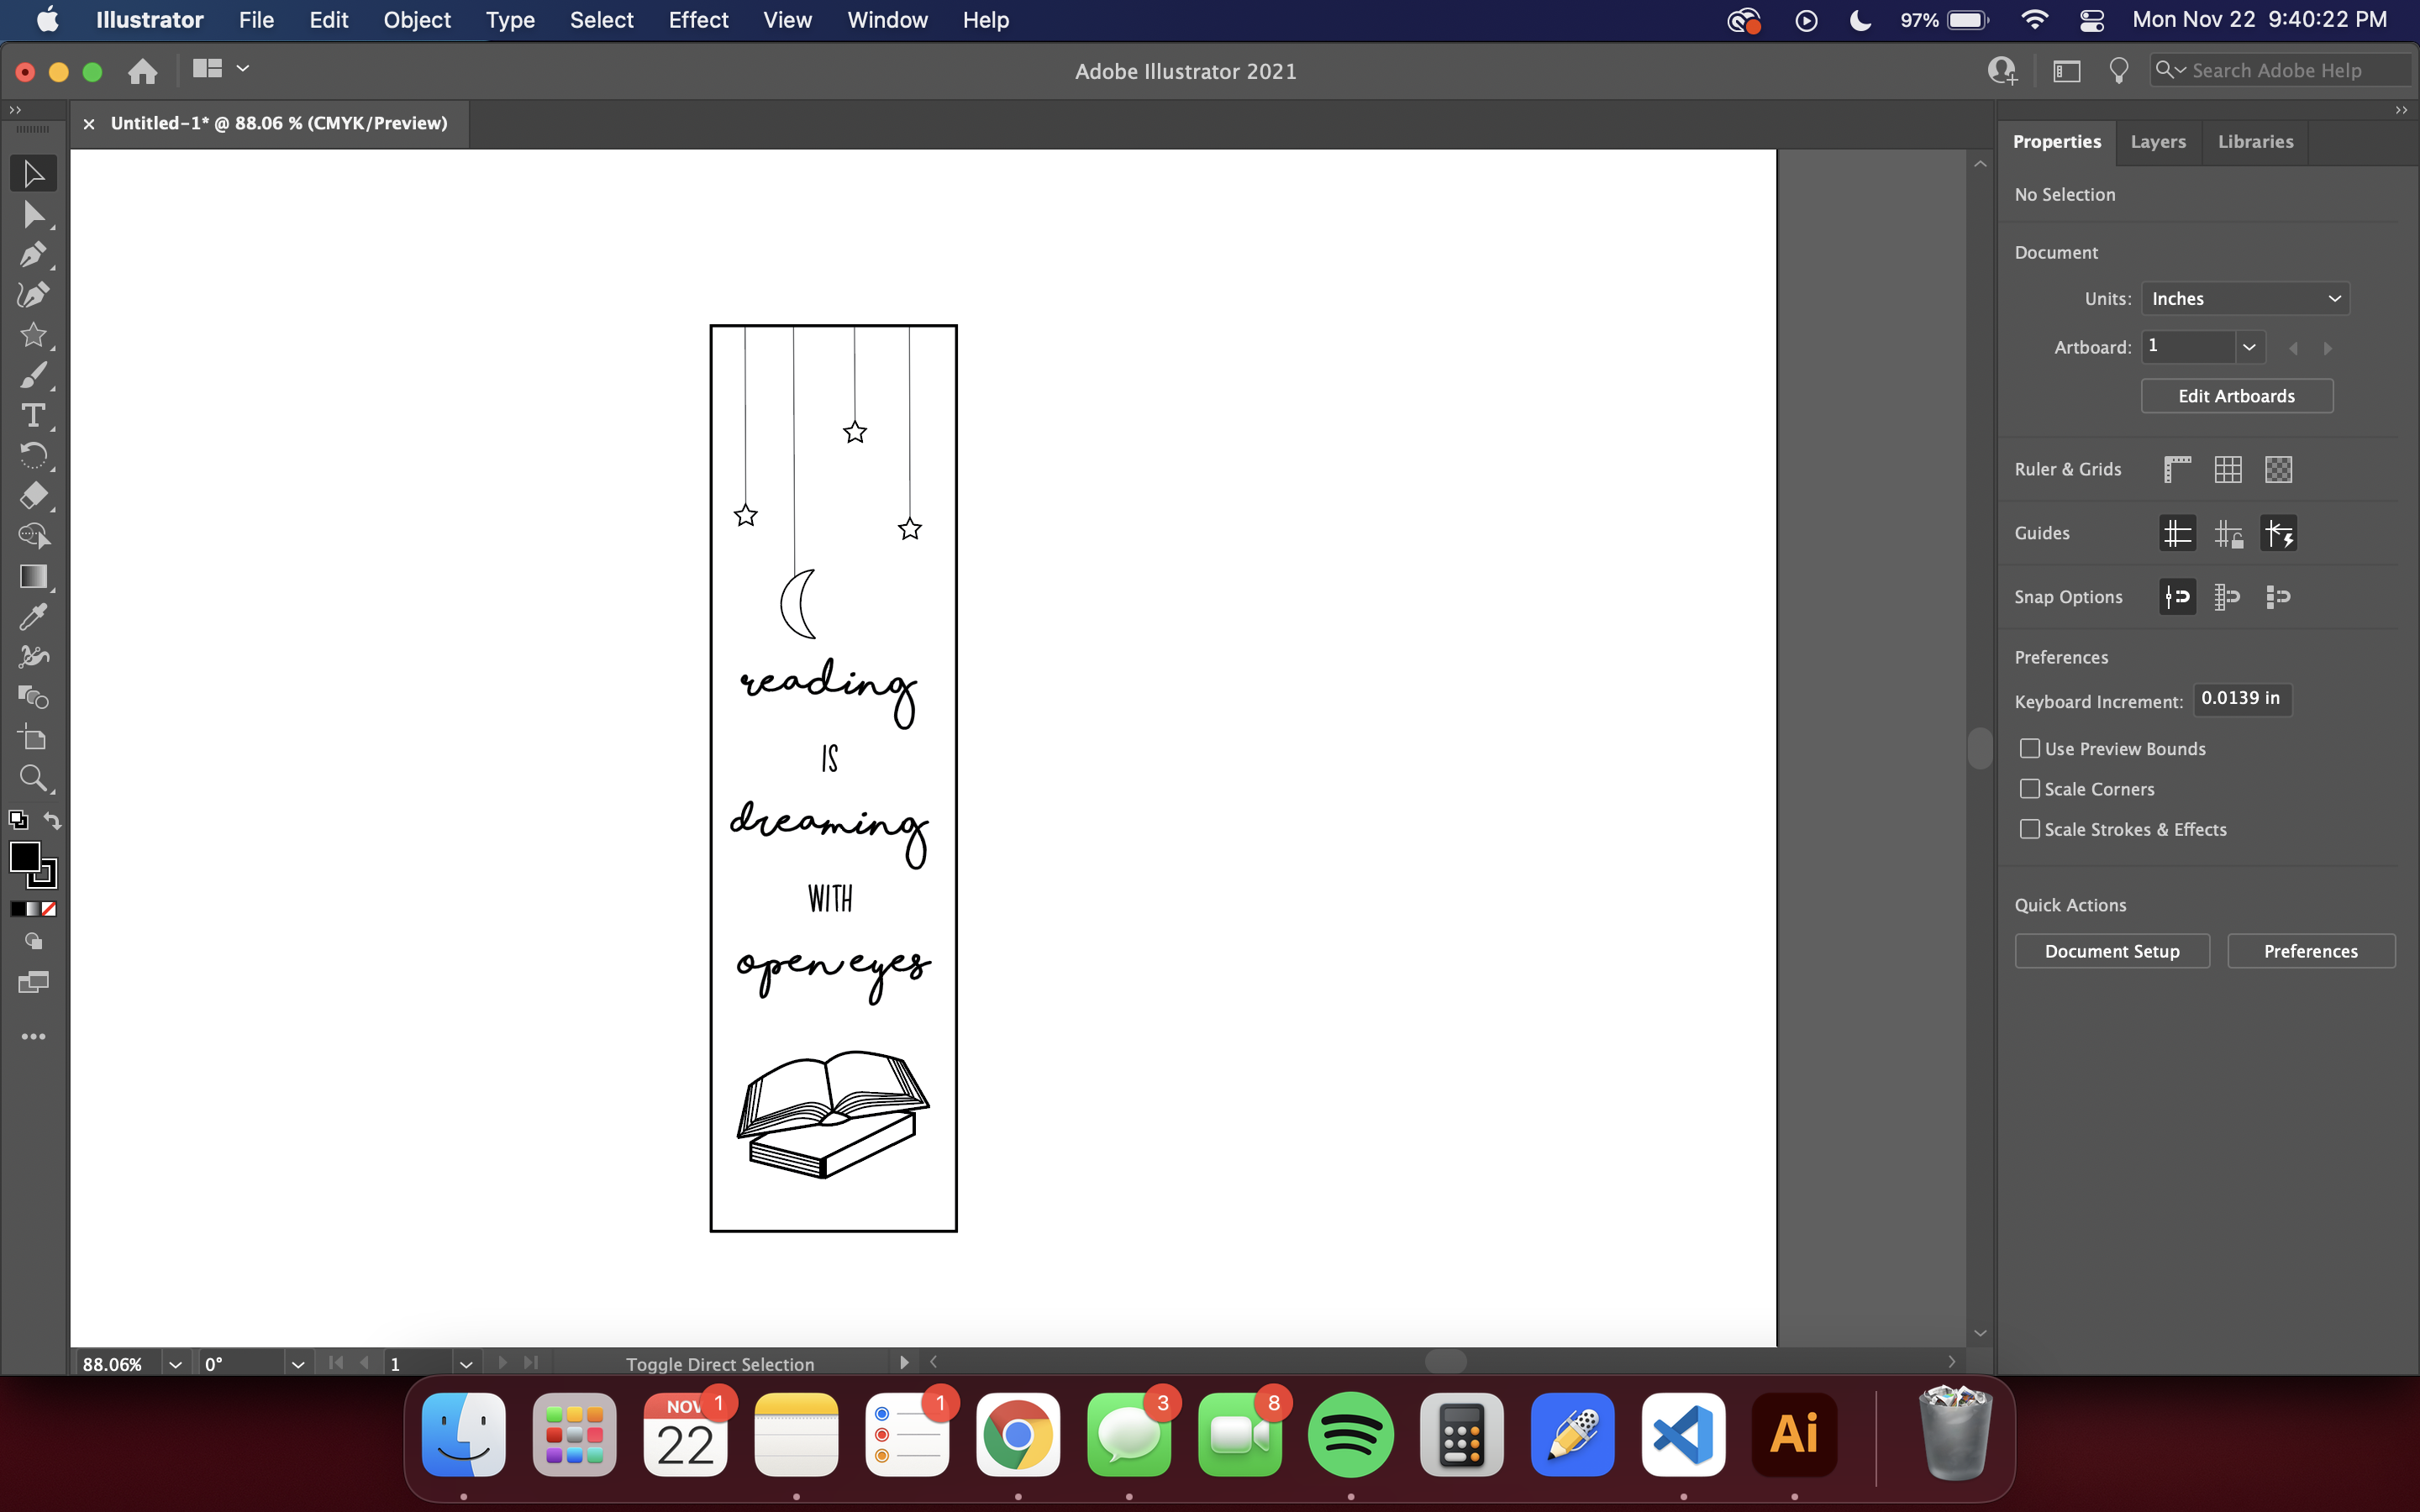 Illustrator File Edit Object Type Select Effect View Window Help 97% Mon Nov 22 9:40:22 PM
Adobe Illustrator 2021
Search Adobe Help
× Untitled-1* @ 88.06 % (CMYK/Preview)
Properties Layers Libraries
No Selection
Document
Units: Inches
Artboard: 1
Edit Artboards
Ruler & Grids
Guides
Snap Options
Preferences
Keyboard Increment: 0.0139 in
Use Preview Bounds
Scale Corners
Scale Strokes & Effects
Quick Actions
Document Setup Preferences
reading
IS
dreaming
WITH
open eyes
88.06% 0° 1 Toggle Direct Selection
NOV 1 1 3 8
22 Ai